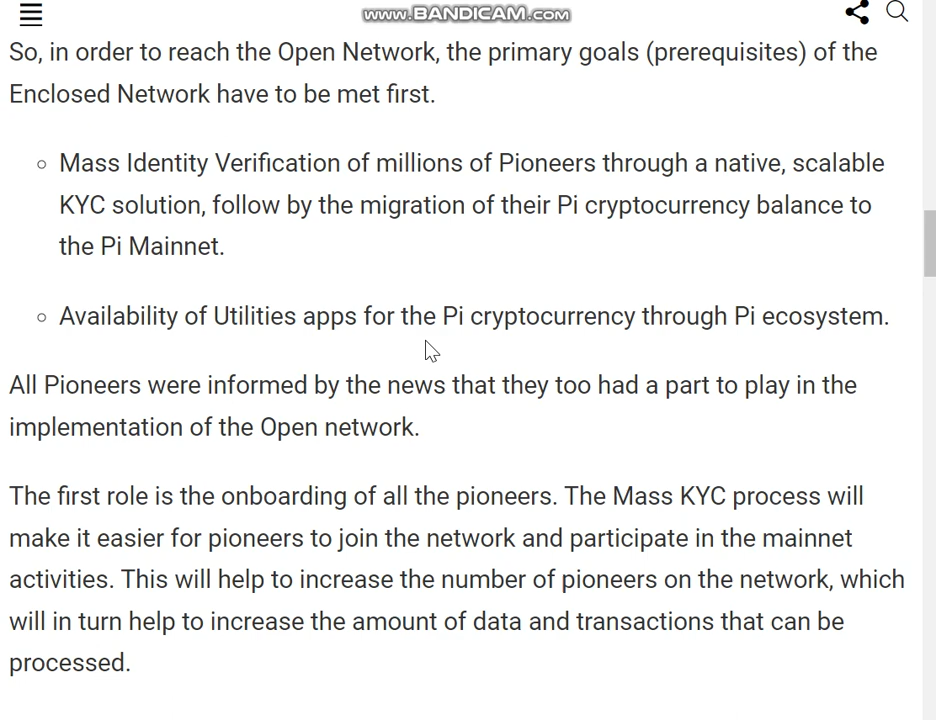 www.BANDICAM.com
So, in order to reach the Open Network, the primary goals (prerequisites) of the
Enclosed Network have to be met first.
Mass Identity Verification of millions of Pioneers through a native, scalable
KYC solution, follow by the migration of their Pi cryptocurrency balance to
the Pi Mainnet.
Availability of Utilities apps for the Pi cryptocurrency through Pi ecosystem.
All Pioneers were informed by the news that they too had a part to play in the
implementation of the Open network.
The first role is the onboarding of all the pioneers. The Mass KYC process will
make it easier for pioneers to join the network and participate in the mainnet
activities. This will help to increase the number of pioneers on the network, which
will in turn help to increase the amount of data and transactions that can be
processed.